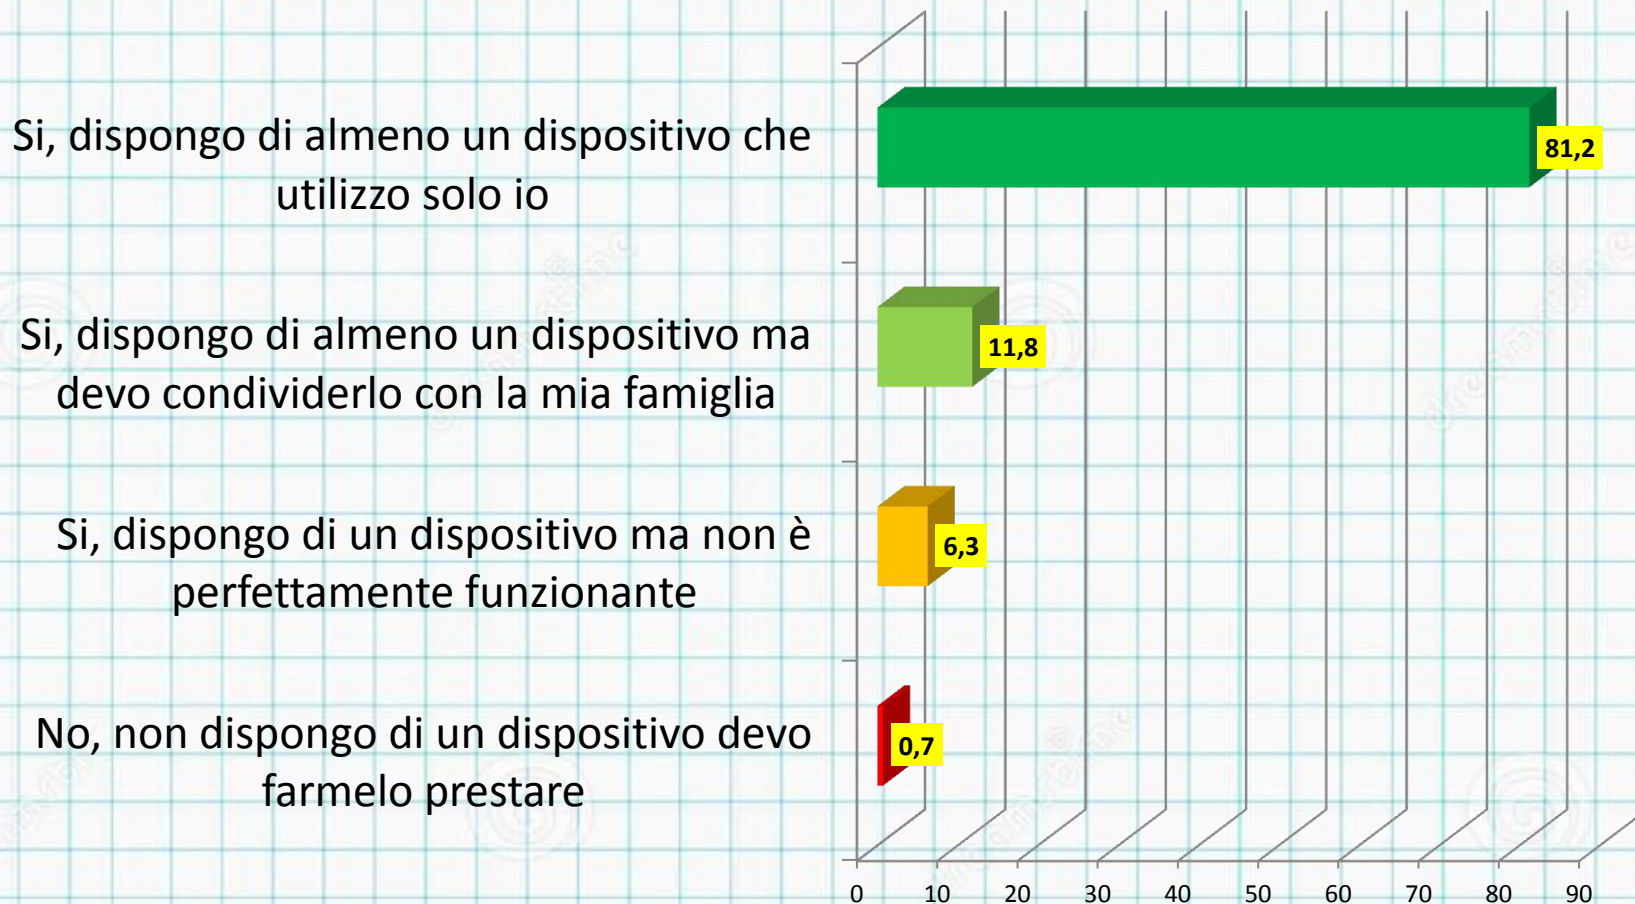 Si, dispongo di almeno un dispositivo che
utilizzo solo io
81,2
Si, dispongo di almeno un dispositivo ma
devo condividerlo con la mia famiglia
11,8
Si, dispongo di un dispositivo ma non è
perfettamente funzionante
6,3
No, non dispongo di un dispositivo devo
farmelo prestare
0,7
0 10 20 30 40 50 60 70 80 90